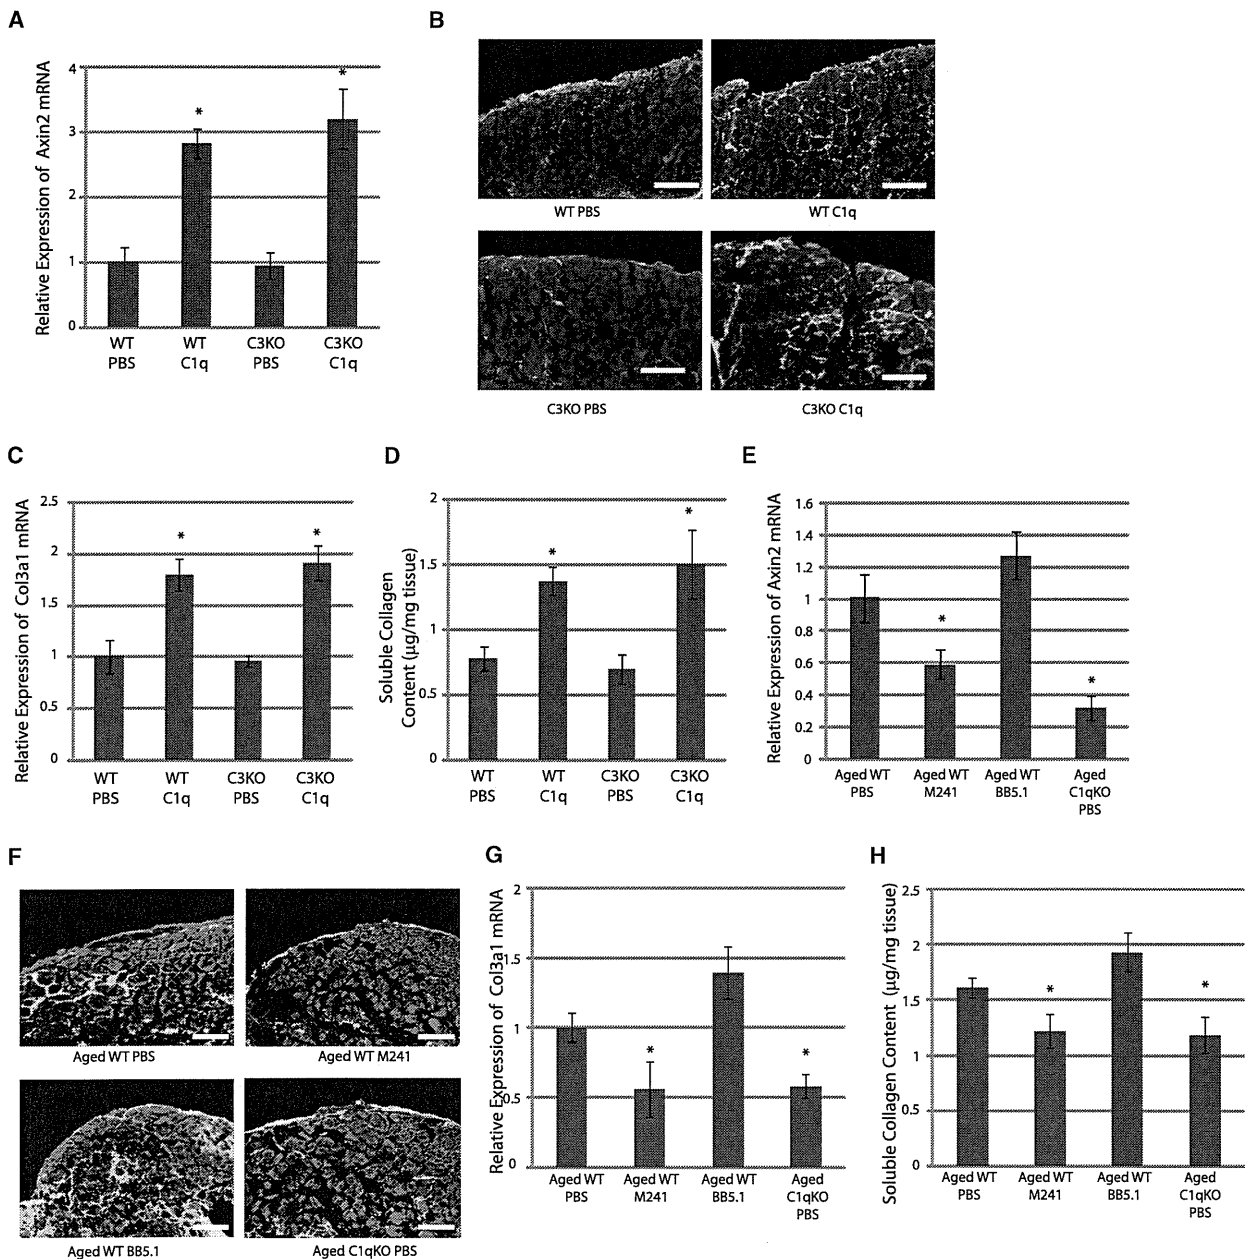 A
Relative Expression of Axin2 mRNA
4
3
2
1
0
*
*
WT
PBS
WT
C1q
C3KO
PBS
C3KO
C1q
B
WT PBS
WT C1q
C3KO PBS
C3KO C1q
C
Relative Expression of Col3a1 mRNA
2.5
2
1.5
1
0.5
0
*
*
WT
PBS
WT
C1q
C3KO
PBS
C3KO
C1q
D
Soluble Collagen
Content (μg/mg tissue)
2
1.5
1
0.5
0
*
*
WT
PBS
WT
C1q
C3KO
PBS
C3KO
C1q
E
Relative Expression of Axin2 mRNA
1.6
1.4
1.2
1
0.8
0.6
0.4
0.2
0
*
*
Aged WT
PBS
Aged WT
M241
Aged WT
BB5.1
Aged
C1qKO
PBS
F
Aged WT PBS
Aged WT M241
Aged WT BB5.1
Aged C1qKO PBS
G
Relative Expression of Col3a1 mRNA
2
1.5
1
0.5
0
*
*
Aged WT
PBS
Aged WT
M241
Aged WT
BB5.1
Aged
C1qKO
PBS
H
Soluble Collagen Content (μg/mg tissue)
2.5
2
1.5
1
0.5
0
*
*
Aged WT
PBS
Aged WT
M241
Aged WT
BB5.1
Aged
C1qKO
PBS